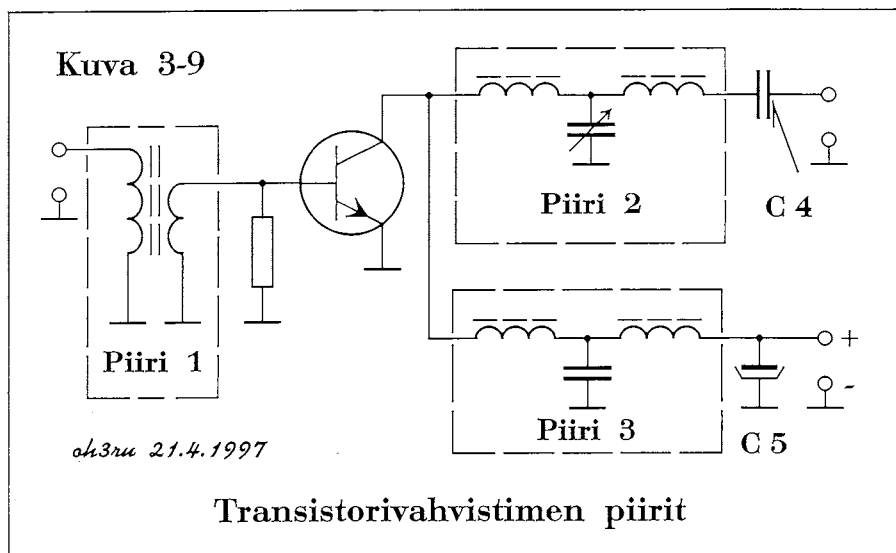 Kuva 3-9
Piiri 1
Piiri 2
C 4
+
-
Piiri 3
C 5
oh3ru 21.4.1997
Transistorivahvistimen piirit